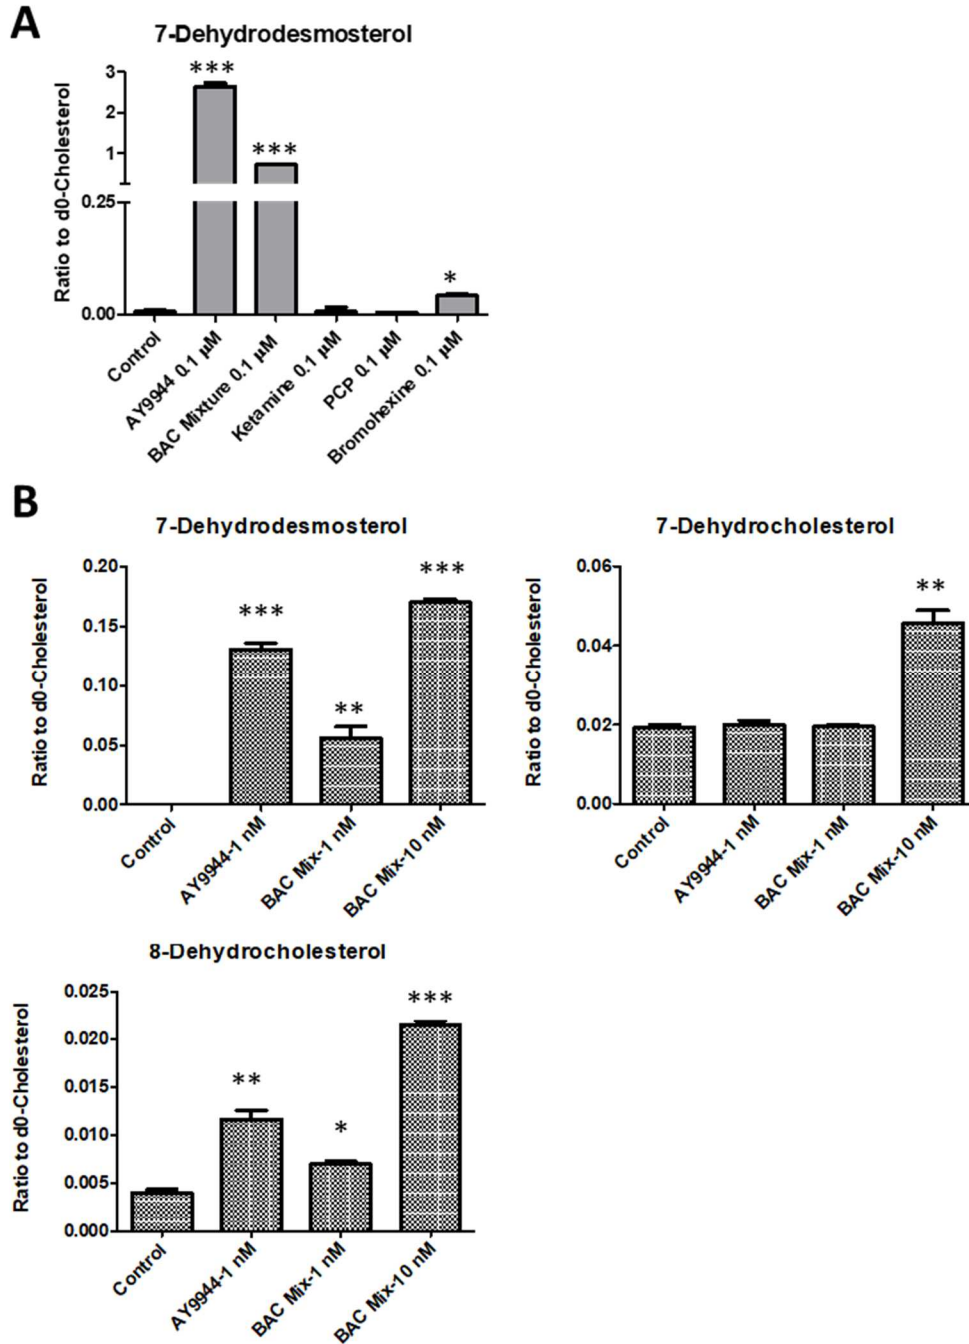 A
7-Dehydrodesmosterol
Ratio to d0-Cholesterol
3
2
1
0.25
0.00
***
***
*
Control
AY9944 0.1 µM
BAC Mixture 0.1 µM
Ketamine 0.1 µM
PCP 0.1 µM
Bromohexine 0.1 µM
B
7-Dehydrodesmosterol
Ratio to d0-Cholesterol
0.20
0.15
0.10
0.05
0.00
***
**
***
Control
AY9944-1 nM
BAC Mix-1 nM
BAC Mix-10 nM
7-Dehydrocholesterol
Ratio to d0-Cholesterol
0.06
0.04
0.02
0.00
**
Control
AY9944-1 nM
BAC Mix-1 nM
BAC Mix-10 nM
8-Dehydrocholesterol
Ratio to d0-Cholesterol
0.025
0.020
0.015
0.010
0.005
0.000
**
*
***
Control
AY9944-1 nM
BAC Mix-1 nM
BAC Mix-10 nM